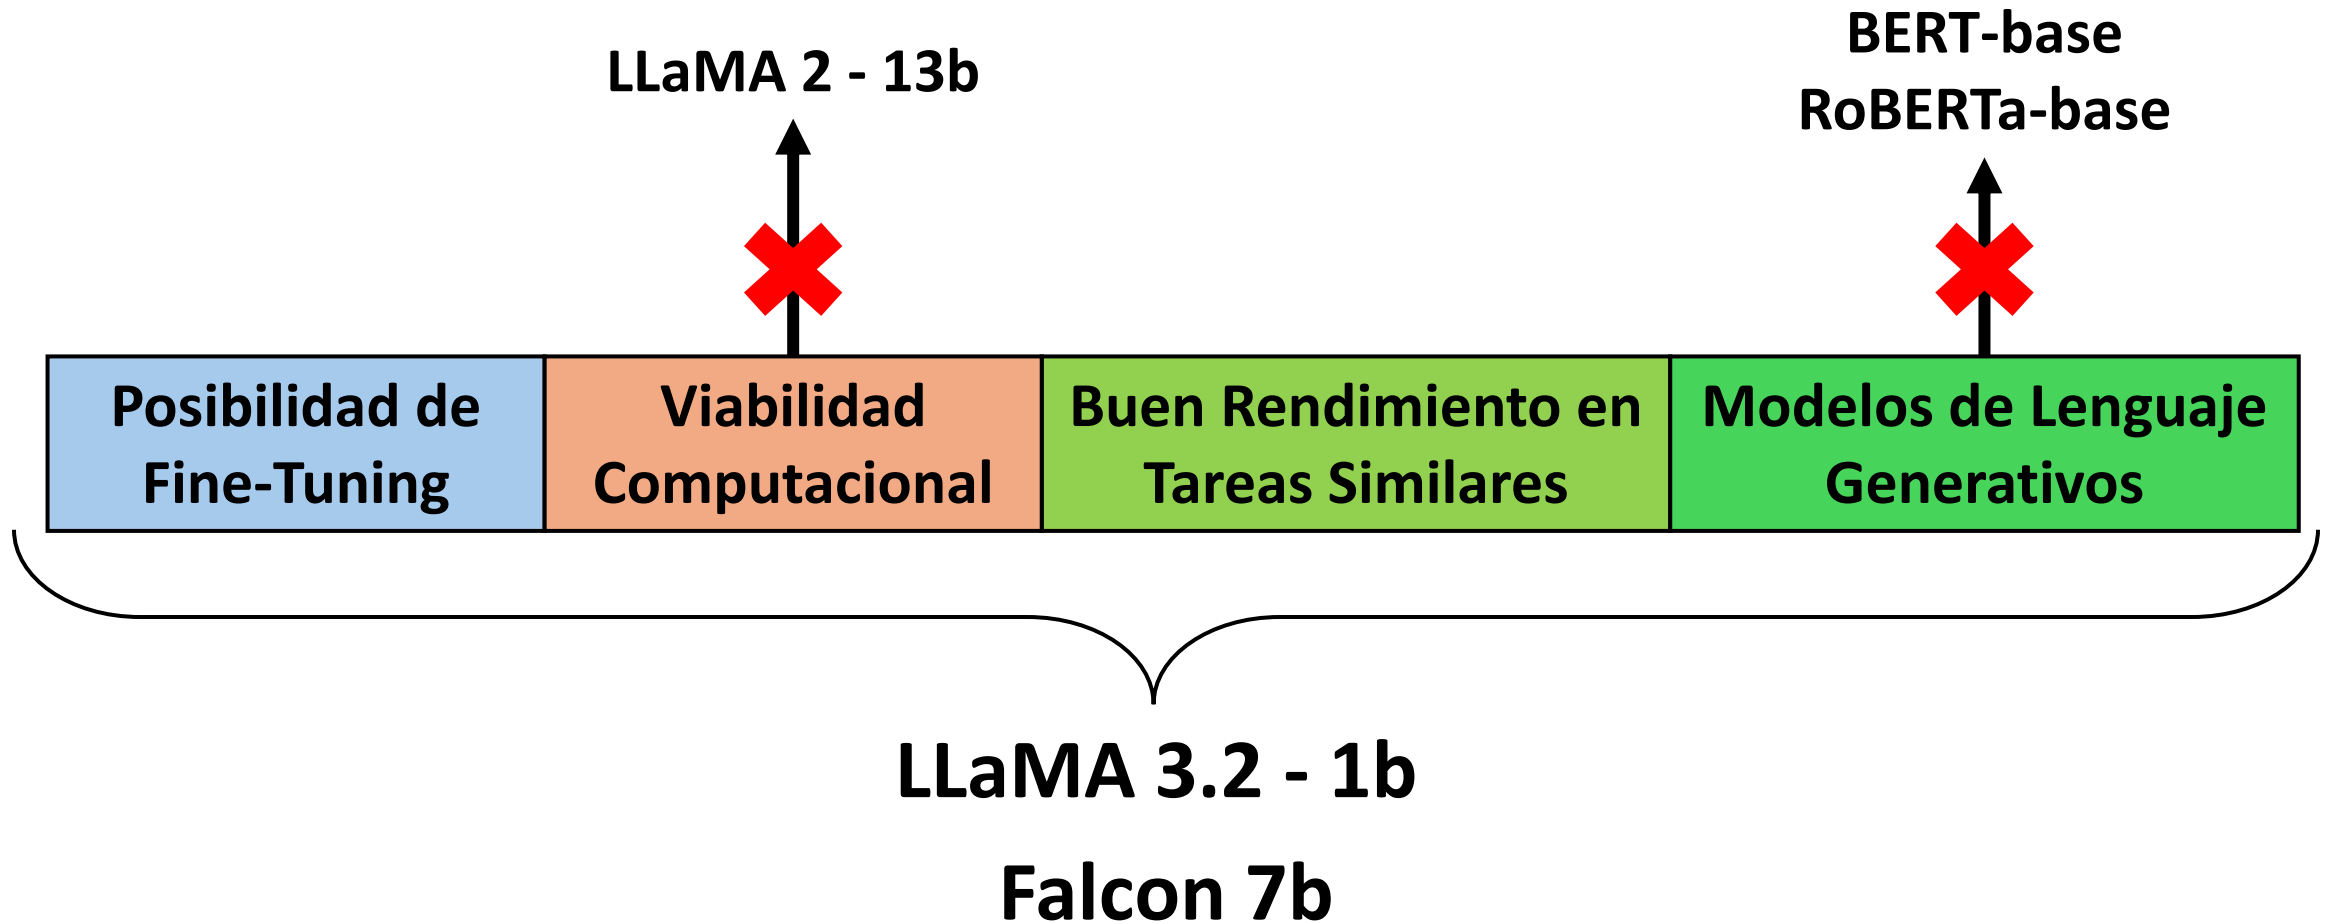 LLaMA 2 - 13b
BERT-base
RoBERTa-base
Posibilidad de
Fine-Tuning
Viabilidad
Computacional
Buen Rendimiento en
Tareas Similares
Modelos de Lenguaje
Generativos
LLaMA 3.2 - 1b
Falcon 7b